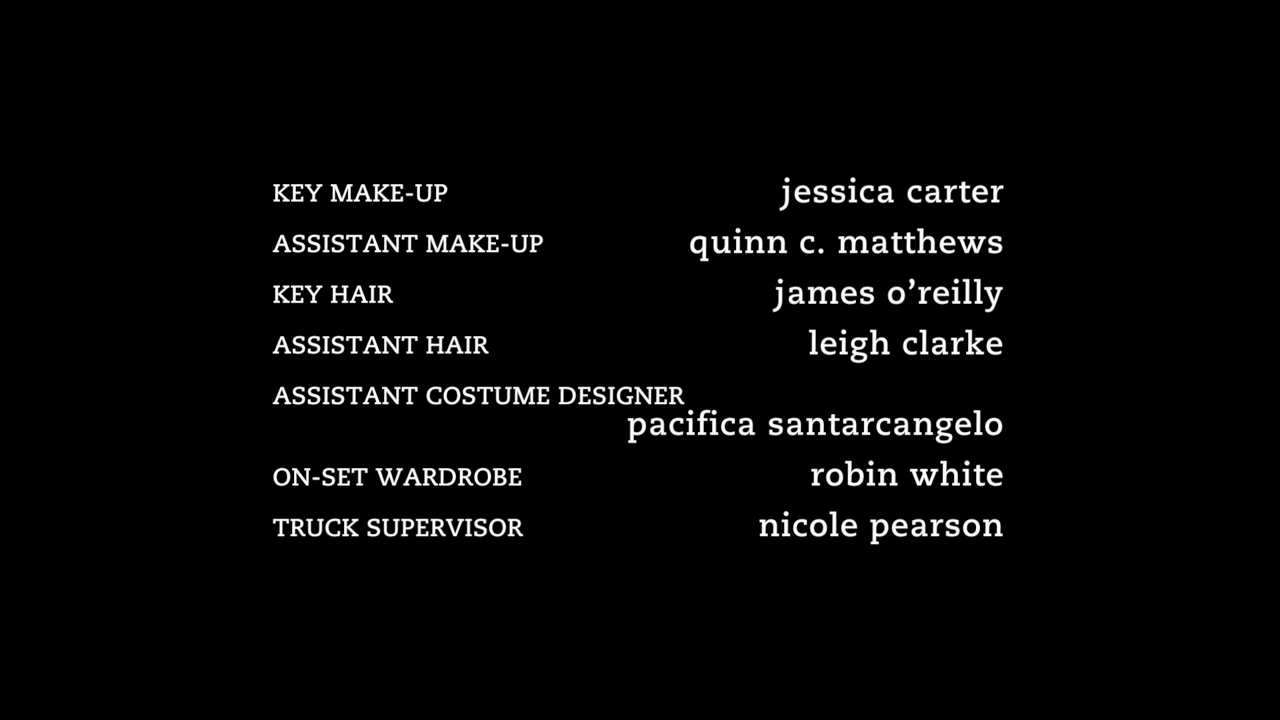 KEY MAKE-UP jessica carter
ASSISTANT MAKE-UP quinn c. matthews
KEY HAIR james o’reilly
ASSISTANT HAIR leigh clarke
ASSISTANT COSTUME DESIGNER
pacifica santarcangelo
ON-SET WARDROBE robin white
TRUCK SUPERVISOR nicole pearson